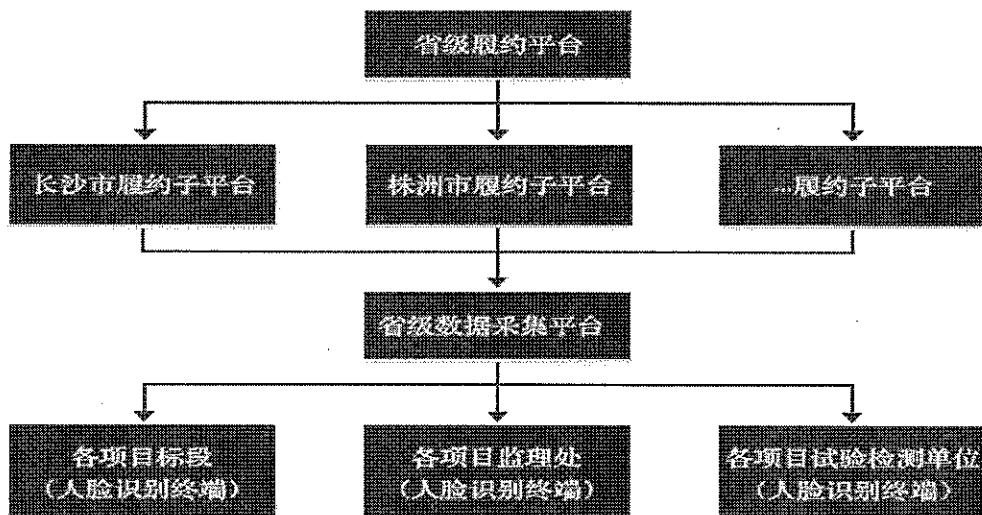 省级履约平台
长沙市履约子平台
株洲市履约子平台
...履约子平台
省级数据采集平台
各项目标段
（人脸识别终端）
各项目监理处
（人脸识别终端）
各项目试验检测单位
（人脸识别终端）